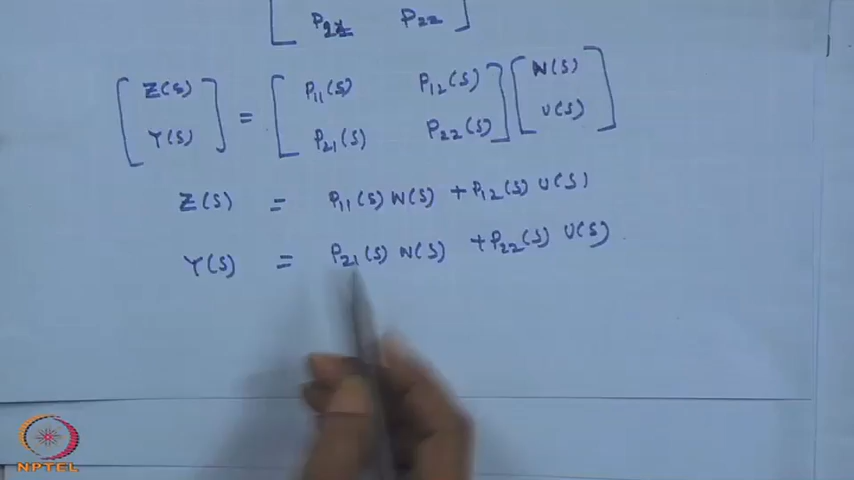 P21 P22
[ Z(S) ] = [ P11(S) P12(S) ] [ W(S) ]
[ Y(S) ] [ P21(S) P22(S) ] [ U(S) ]
Z(S) = P11(S) W(S) + P12(S) U(S)
Y(S) = P21(S) W(S) + P22(S) U(S)
NPTEL